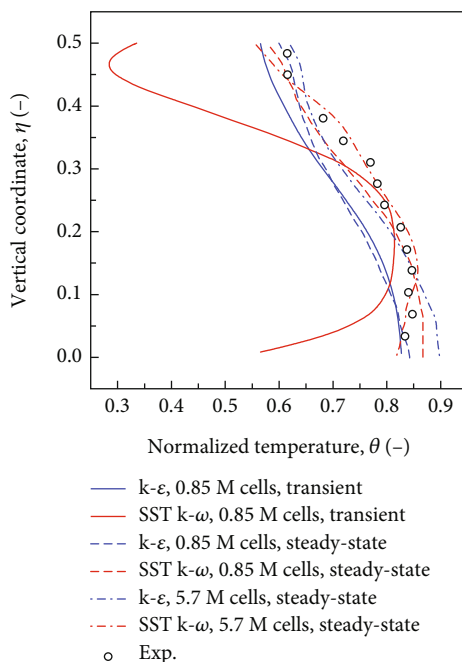 0.5
0.4
0.3
0.2
0.1
0.0
Vertical coordinate, η (–)
0.3 0.4 0.5 0.6 0.7 0.8 0.9
Normalized temperature, θ (–)
k-ε, 0.85 M cells, transient
SST k-ω, 0.85 M cells, transient
k-ε, 0.85 M cells, steady-state
SST k-ω, 0.85 M cells, steady-state
k-ε, 5.7 M cells, steady-state
SST k-ω, 5.7 M cells, steady-state
Exp.